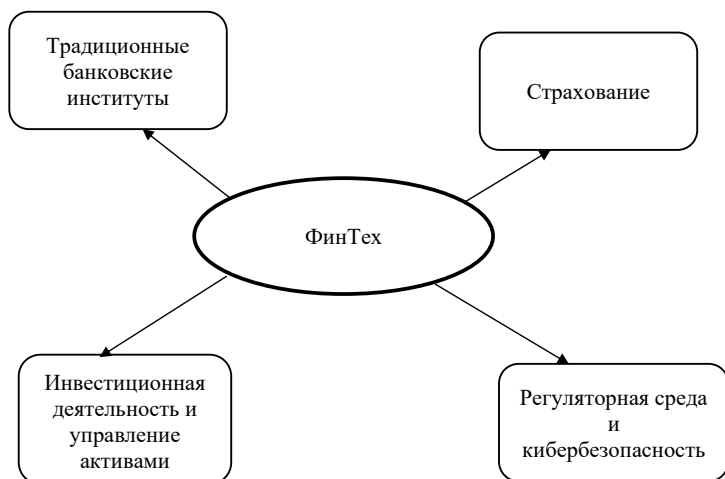 Традиционные
банковские
институты
Страхование
ФинТех
Инвестиционная
деятельность и
управление
активами
Регуляторная среда
и
кибербезопасность